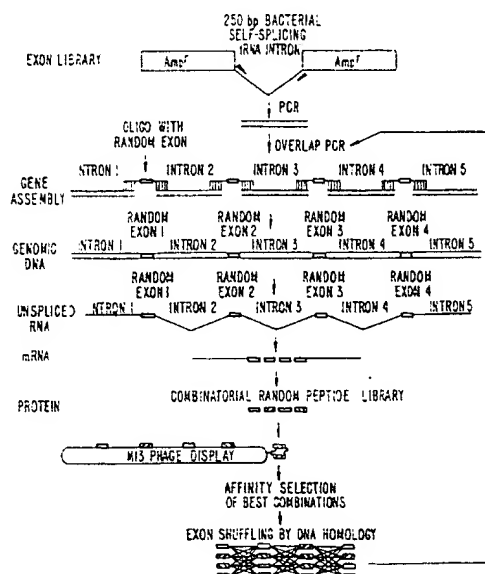 250 bp BACTERIAL
SELF-SPLICING
tRNA INTRON
EXON LIBRARY
Ampʳ
Ampʳ
PCR
OLIGO WITH
RANDOM EXON
OVERLAP PCR
INTRON 1 INTRON 2 INTRON 3 INTRON 4 INTRON 5
GENE
ASSEMBLY
RANDOM EXON 1 RANDOM EXON 2 RANDOM EXON 3 RANDOM EXON 4
GENOMIC
DNA
INTRON 1 INTRON 2 INTRON 3 INTRON 4 INTRON 5
RANDOM EXON 1 RANDOM EXON 2 RANDOM EXON 3 RANDOM EXON 4
UNSPLICED
RNA
INTRON 1 INTRON 2 INTRON 3 INTRON 4 INTRON 5
mRNA
COMBINATORIAL RANDOM PEPTIDE LIBRARY
PROTEIN
M13 PHAGE DISPLAY
AFFINITY SELECTION
OF BEST COMBINATIONS
EXON SHUFFLING BY DNA HOMOLOGY